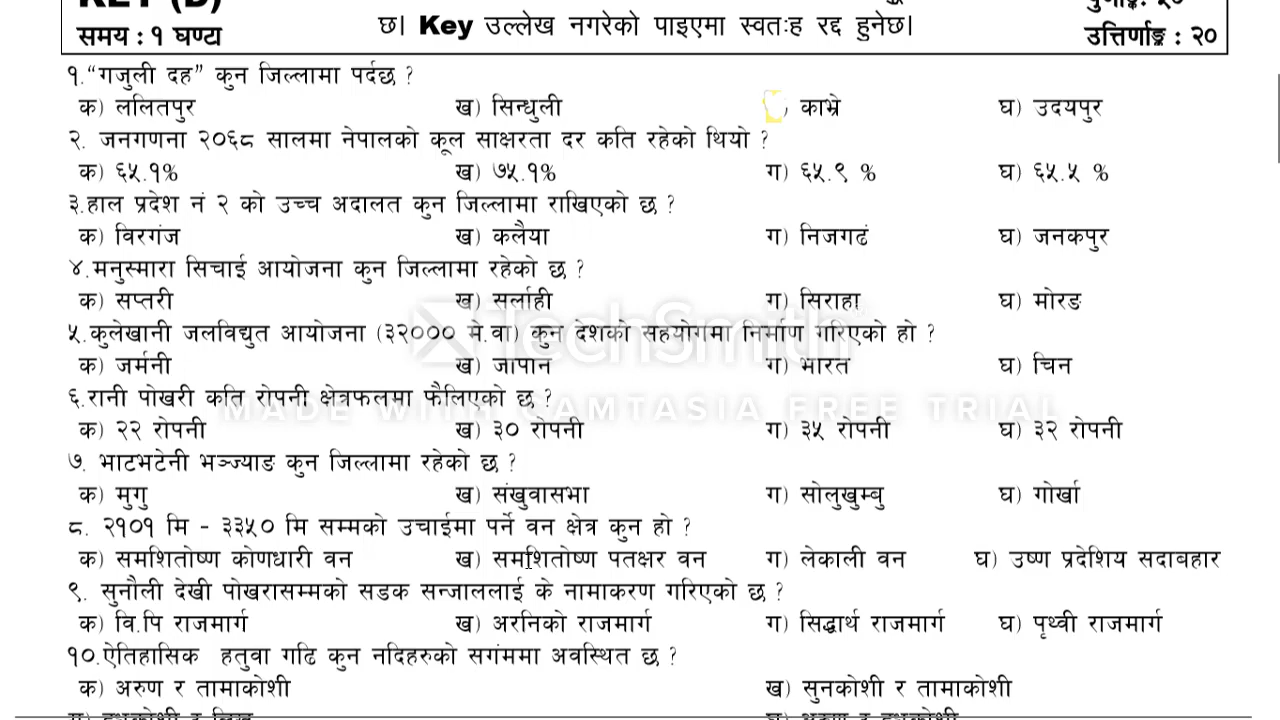 KEY (D)
समय : १ घण्टा
छ। Key उल्लेख नगरेको पाइएमा स्वतःह रद्द हुनेछ।
उत्तिर्णाङ्क : २०
१.“गजुली दह” कुन जिल्लामा पर्दछ ?
क) ललितपुर ख) सिन्धुली ) काभ्रे घ) उदयपुर
२. जनगणना २०६८ सालमा नेपालको कूल साक्षरता दर कति रहेको थियो ?
क) ६५.१% ख) ७५.१% ग) ६५.९ % घ) ६५.५ %
३.हाल प्रदेश नं २ को उच्च अदालत कुन जिल्लामा राखिएको छ ?
क) विरगंज ख) कलैया ग) निजगढं घ) जनकपुर
४.मनुस्मारा सिचाई आयोजना कुन जिल्लामा रहेको छ ?
क) सप्तरी ख) सर्लाही ग) सिराहा घ) मोरङ
TechSmith
५.कुलेखानी जलविद्युत आयोजना (३२००० मे.वा) कुन देशको सहयोगमा निर्माण गरिएको हो ?
क) जर्मनी ख) जापान ग) भारत घ) चिन
६.रानी पोखरी कति रोपनी क्षेत्रफलमा फैलिएको छ ?
MADE WITH CAMTASIA FREE TRIAL
क) २२ रोपनी ख) ३० रोपनी ग) ३५ रोपनी घ) ३२ रोपनी
७. भाटभटेनी भञ्ज्याङ कुन जिल्लामा रहेको छ ?
क) मुगु ख) संखुवासभा ग) सोलुखुम्बु घ) गोर्खा
८. २१०१ मि - ३३५० मि सम्मको उचाईमा पर्ने वन क्षेत्र कुन हो ?
क) समशितोष्ण कोणधारी वन ख) समशितोष्ण पतक्षर वन ग) लेकाली वन घ) उष्ण प्रदेशिय सदाबहार
९. सुनौली देखी पोखरासम्मको सडक सन्जाललाई के नामाकरण गरिएको छ ?
क) वि.पि राजमार्ग ख) अरनिको राजमार्ग ग) सिद्धार्थ राजमार्ग घ) पृथ्वी राजमार्ग
१०.ऐतिहासिक हतुवा गढि कुन नदिहरुको सगंममा अवस्थित छ ?
क) अरुण र तामाकोशी ख) सुनकोशी र तामाकोशी